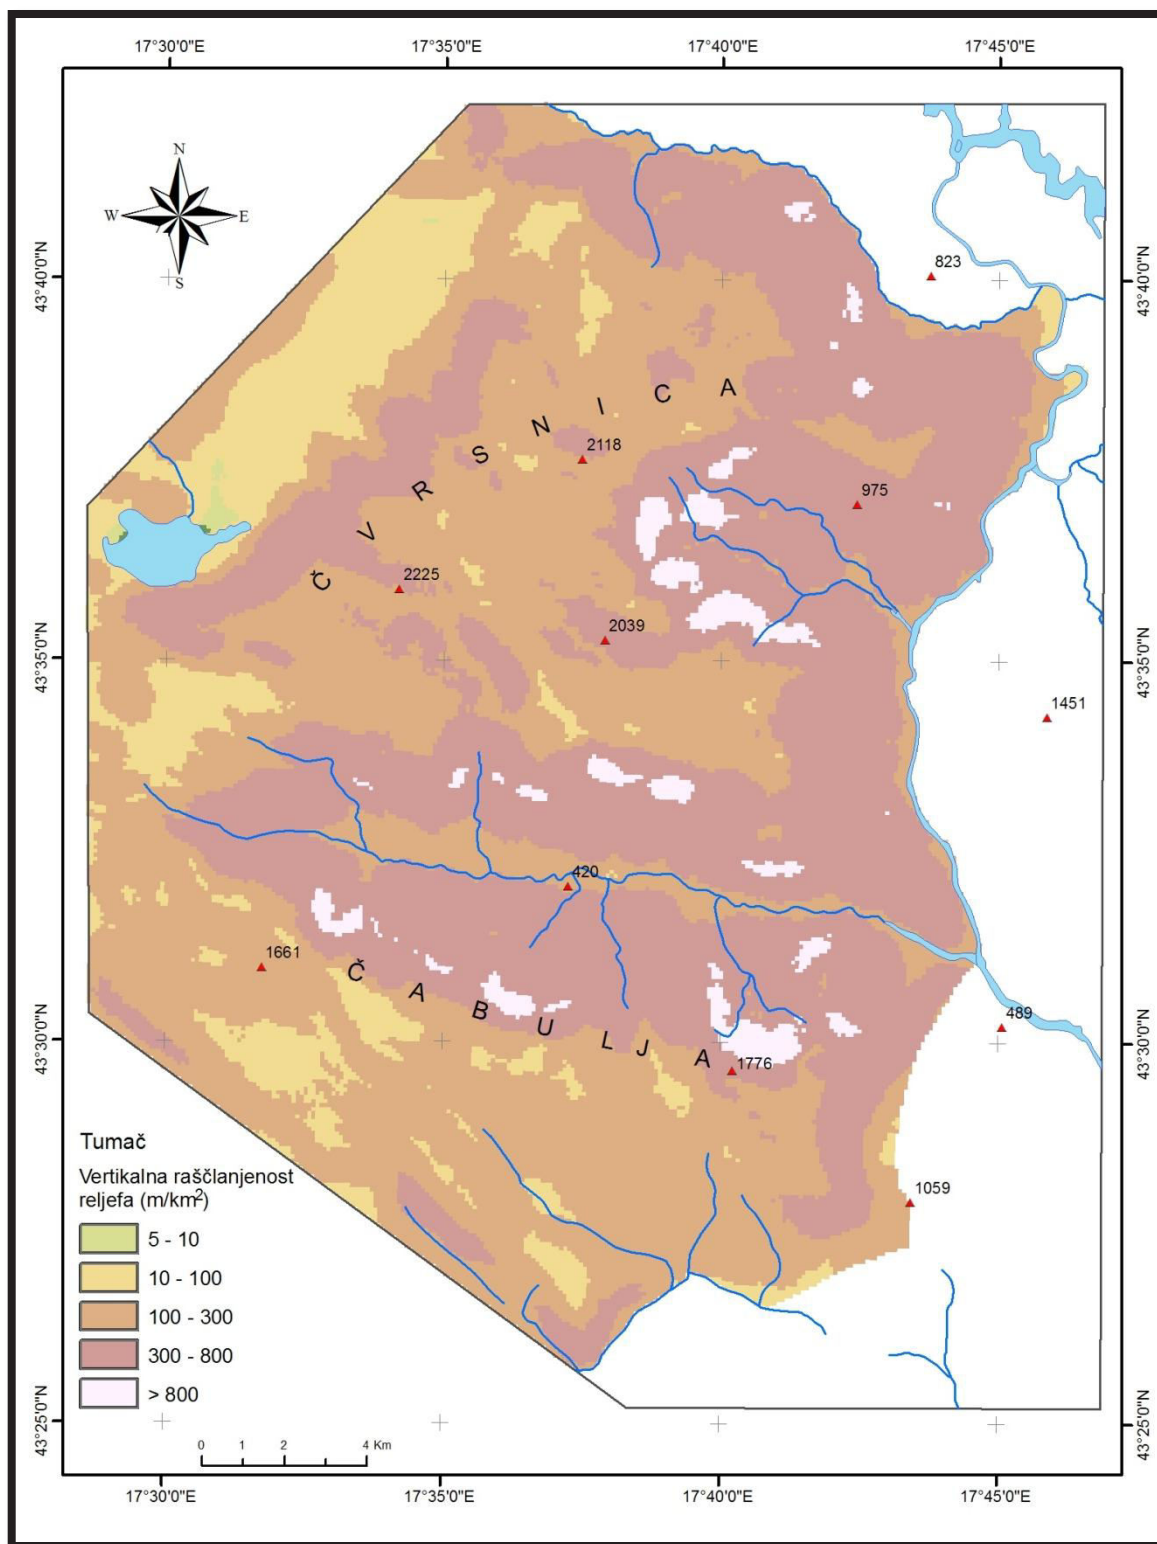 17°30'0"E 17°35'0"E 17°40'0"E 17°45'0"E
N
W E
S
43°40'0"N 43°40'0"N
823
ČVRSNICA
2118
975
2225
2039
43°35'0"N 43°35'0"N
1451
420
1661
ČABULJA
489
43°30'0"N 43°30'0"N
1776
Tumač
Vertikalna raščlanjenost
reljefa (m/km²)
1059
5 - 10
10 - 100
100 - 300
300 - 800
> 800
43°25'0"N 43°25'0"N
0 1 2 4 Km
17°30'0"E 17°35'0"E 17°40'0"E 17°45'0"E